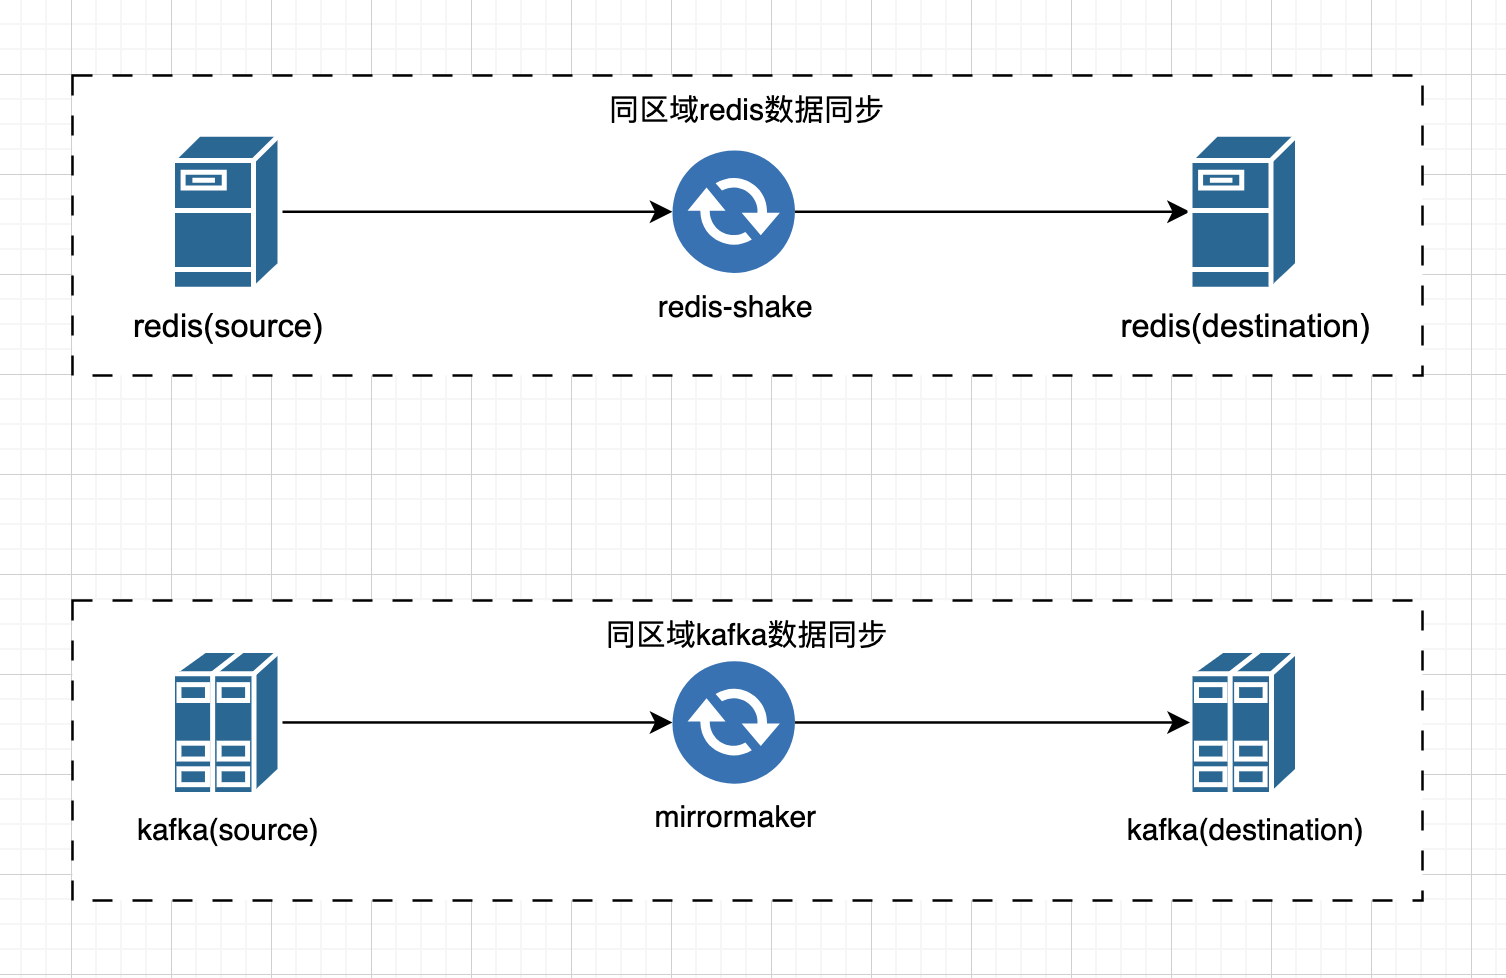 同区域redis数据同步
redis-shake
redis(source)
redis(destination)
同区域kafka数据同步
mirrormaker
kafka(source)
kafka(destination)